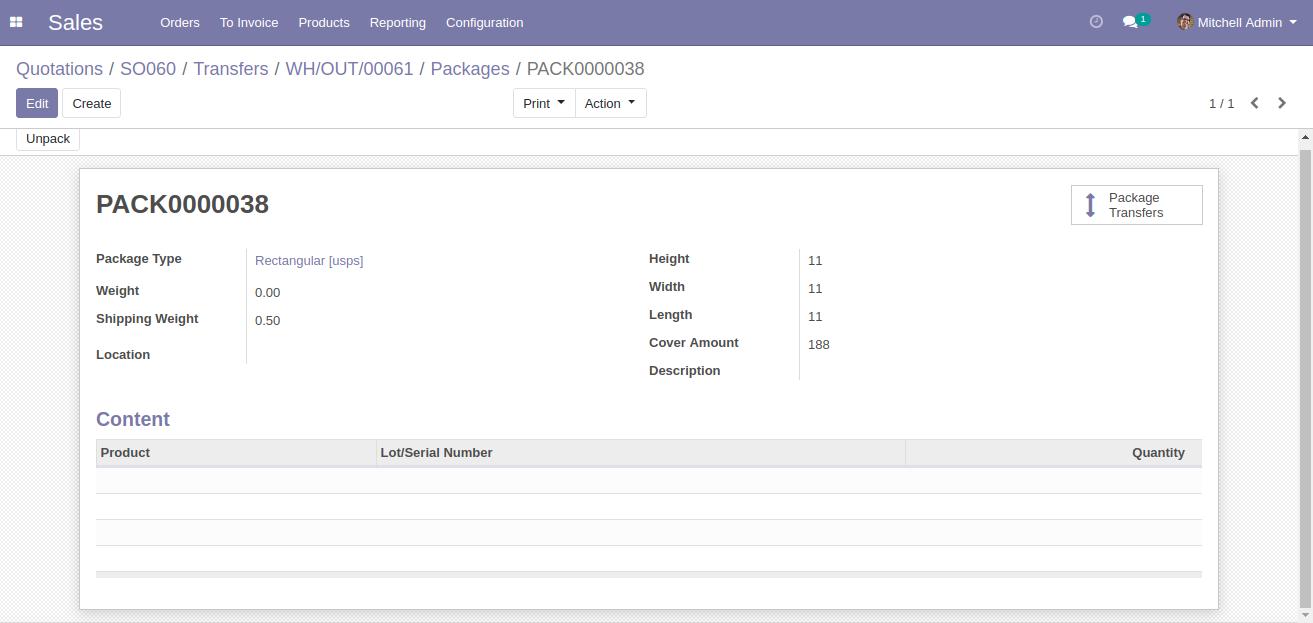 Sales Orders To Invoice Products Reporting Configuration 1 Mitchell Admin
Quotations / SO060 / Transfers / WH/OUT/00061 / Packages / PACK0000038
Edit Create Print Action 1 / 1
Unpack
PACK0000038
Package
Transfers
Package Type Rectangular [usps]
Weight 0.00
Shipping Weight 0.50
Location
Height 11
Width 11
Length 11
Cover Amount 188
Description
Content
Product Lot/Serial Number Quantity